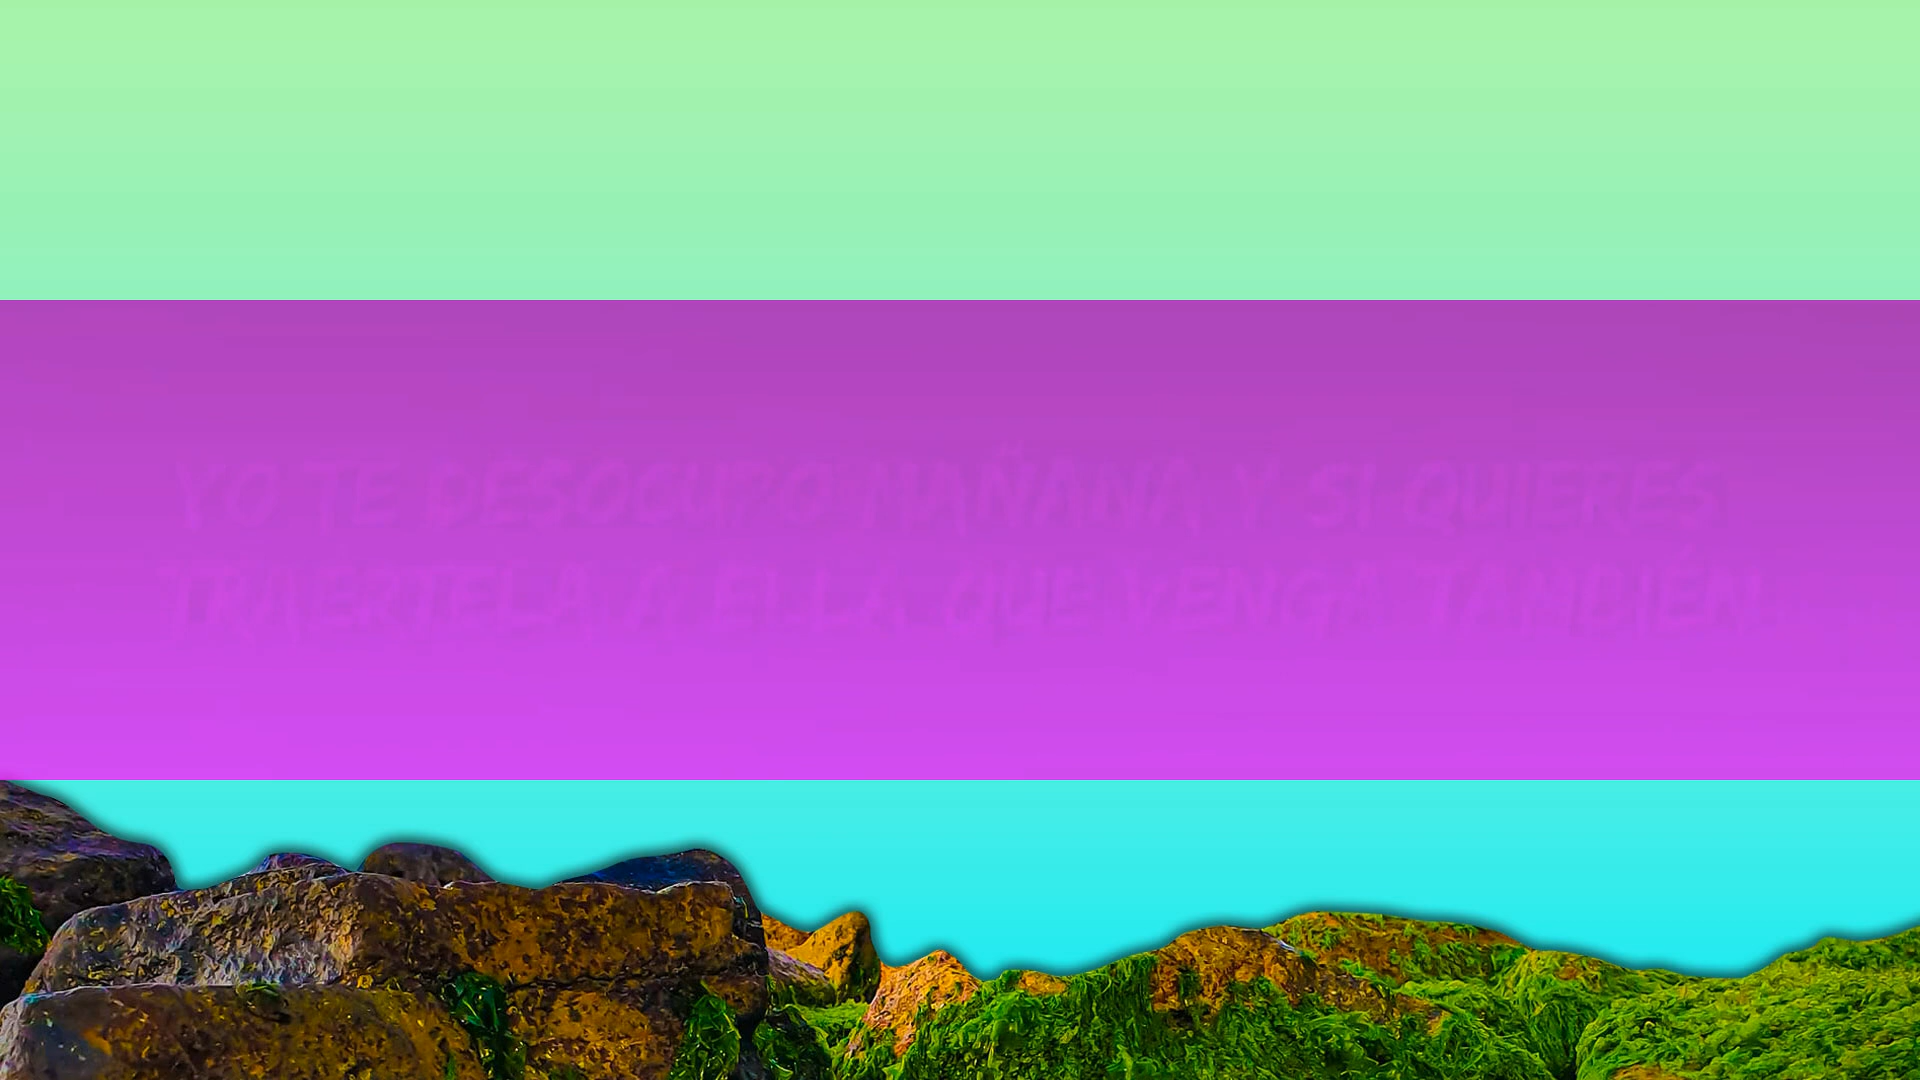 YO TE DESOCUPO MAÑANA, Y SI QUIERES
TRAERTELA A ELLA QUE VENGA TAMBIÉN